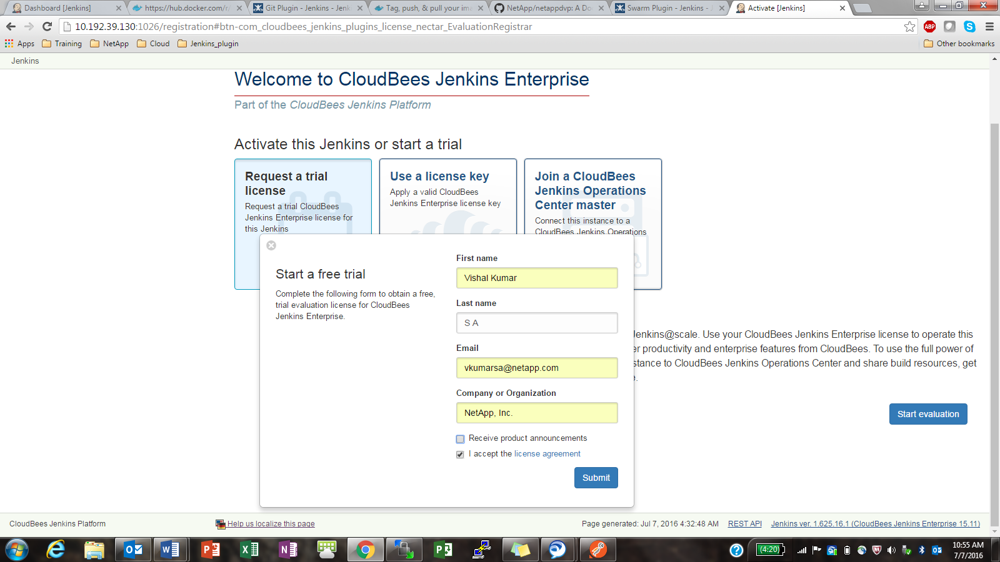 Dashboard [Jenkins]
https://hub.docker.com/r/
Git Plugin - Jenkins - Jenk
Tag, push, & pull your ima
NetApp/netappdvp: A Do
Swarm Plugin - Jenkins - J
Activate [Jenkins]
10.192.39.130:1026/registration#btn-com_cloudbees_jenkins_plugins_license_nectar_EvaluationRegistrar
ABP
Apps
Training
NetApp
Cloud
Jenkins_plugin
Other bookmarks
Jenkins
Welcome to CloudBees Jenkins Enterprise
Part of the CloudBees Jenkins Platform
Activate this Jenkins or start a trial
Request a trial
license
Request a trial CloudBees
Jenkins Enterprise license for
this Jenkins
Use a license key
Apply a valid CloudBees
Jenkins Enterprise license key
Join a CloudBees
Jenkins Operations
Center master
Connect this instance to a
CloudBees Jenkins Operations
Start a free trial
Complete the following form to obtain a free,
trial evaluation license for CloudBees
Jenkins Enterprise.
First name
Vishal Kumar
Last name
S A
Email
vkumarsa@netapp.com
Company or Organization
NetApp, Inc.
Receive product announcements
I accept the license agreement
Submit
Jenkins@scale. Use your CloudBees Jenkins Enterprise license to operate this
er productivity and enterprise features from CloudBees. To use the full power of
stance to CloudBees Jenkins Operations Center and share build resources, get
e.
Start evaluation
CloudBees Jenkins Platform
Help us localize this page
Page generated: Jul 7, 2016 4:32:48 AM
REST API
Jenkins ver. 1.625.16.1 (CloudBees Jenkins Enterprise 15.11)
(4:20)
10:55 AM
7/7/2016